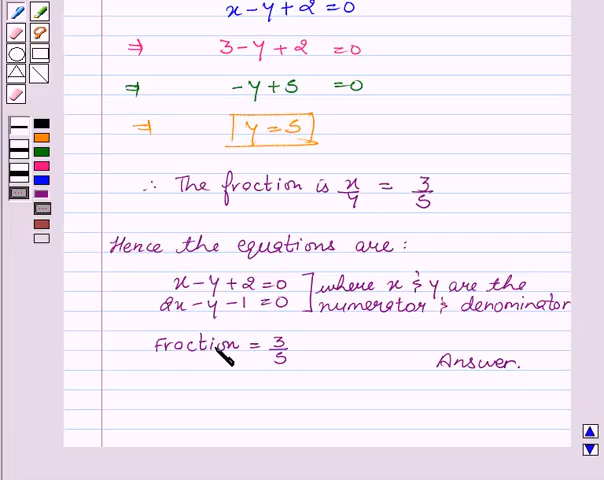 x - y + 2 = 0
⇒ 3 - y + 2 = 0
⇒ -y + 5 = 0
⇒ y = 5
∴ The fraction is x/y = 3/5
Hence the equations are :
x - y + 2 = 0 ] where x & y are the
2x - y - 1 = 0 numerator & denominator
Fraction = 3/5
Answer.